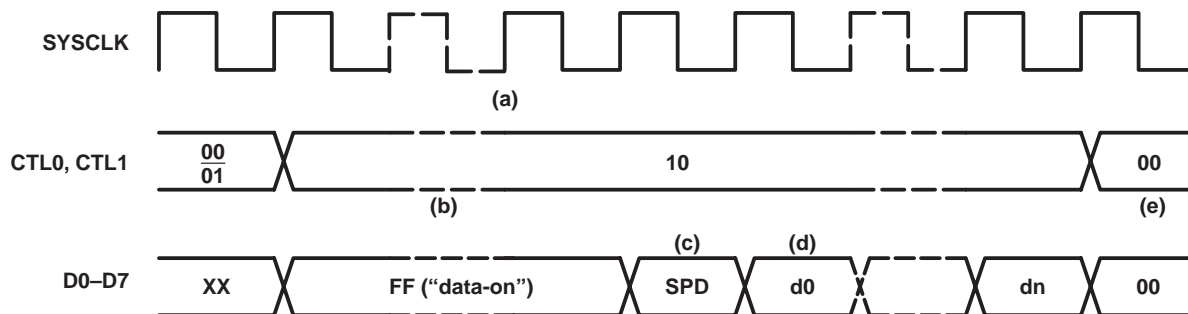 SYSCLK
(a)
CTL0, CTL1
00
01
10
00
(b)
(e)
(c)
(d)
D0–D7
XX
FF (“data-on”)
SPD
d0
dn
00